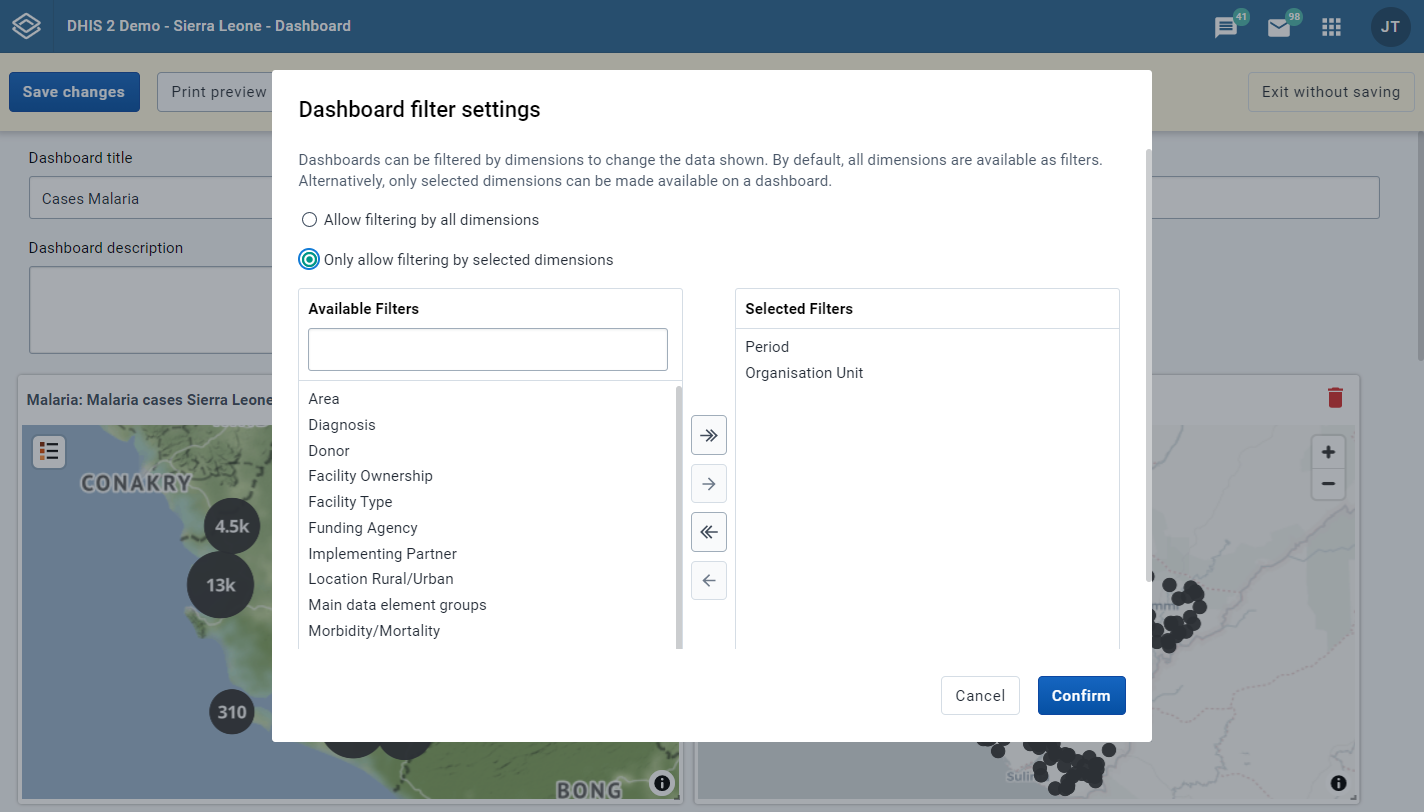 DHIS 2 Demo - Sierra Leone - Dashboard
41
98
JT
Save changes
Print preview
Exit without saving
Dashboard title
Cases Malaria
Dashboard description
Malaria: Malaria cases Sierra Leone
CONAKRY
4.5k
13k
310
BONG
Dashboard filter settings
Dashboards can be filtered by dimensions to change the data shown. By default, all dimensions are available as filters.
Alternatively, only selected dimensions can be made available on a dashboard.
Allow filtering by all dimensions
Only allow filtering by selected dimensions
Available Filters
Area
Diagnosis
Donor
Facility Ownership
Facility Type
Funding Agency
Implementing Partner
Location Rural/Urban
Main data element groups
Morbidity/Mortality
Selected Filters
Period
Organisation Unit
Cancel
Confirm